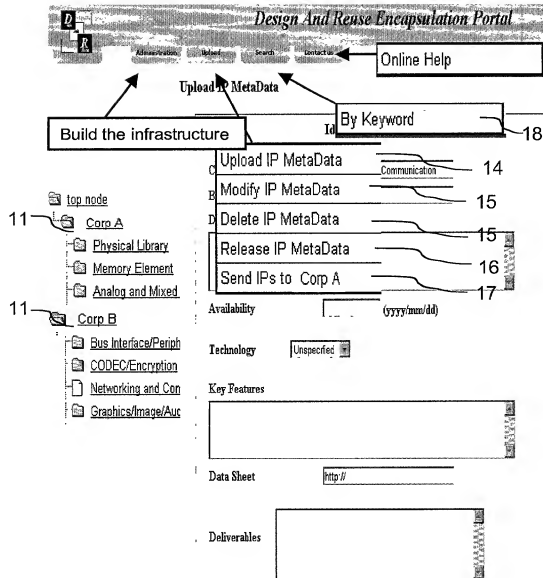 D
R
Design And Reuse Encapsulation Portal
Administration Upload Search Contact us
Online Help
Upload IP MetaData
By Keyword
18
Build the infrastructure
Id
Upload IP MetaData
14
C
Communication
B
Modify IP MetaData
15
top node
11
Corp A
D
Delete IP MetaData
15
Physical Library
Release IP MetaData
16
Memory Element
Send IPs to Corp A
17
Analog and Mixed
11
Corp B
Availability
(yyyy/mm/dd)
Bus Interface/Periph
Technology
Unspecified
CODEC/Encryption
Networking and Con
Key Features
Graphics/Image/Auc
Data Sheet
http://
Deliverables